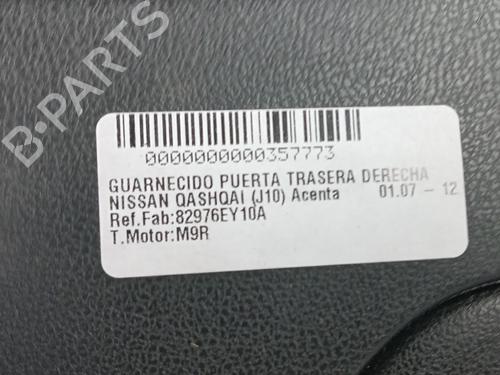 B-PARTS
0000000000357773
GUARNECIDO PUERTA TRASERA DERECHA
NISSAN QASHQAI (J10) Acenta 01.07 - 12
Ref.Fab:82976EY10A
T.Motor:M9R